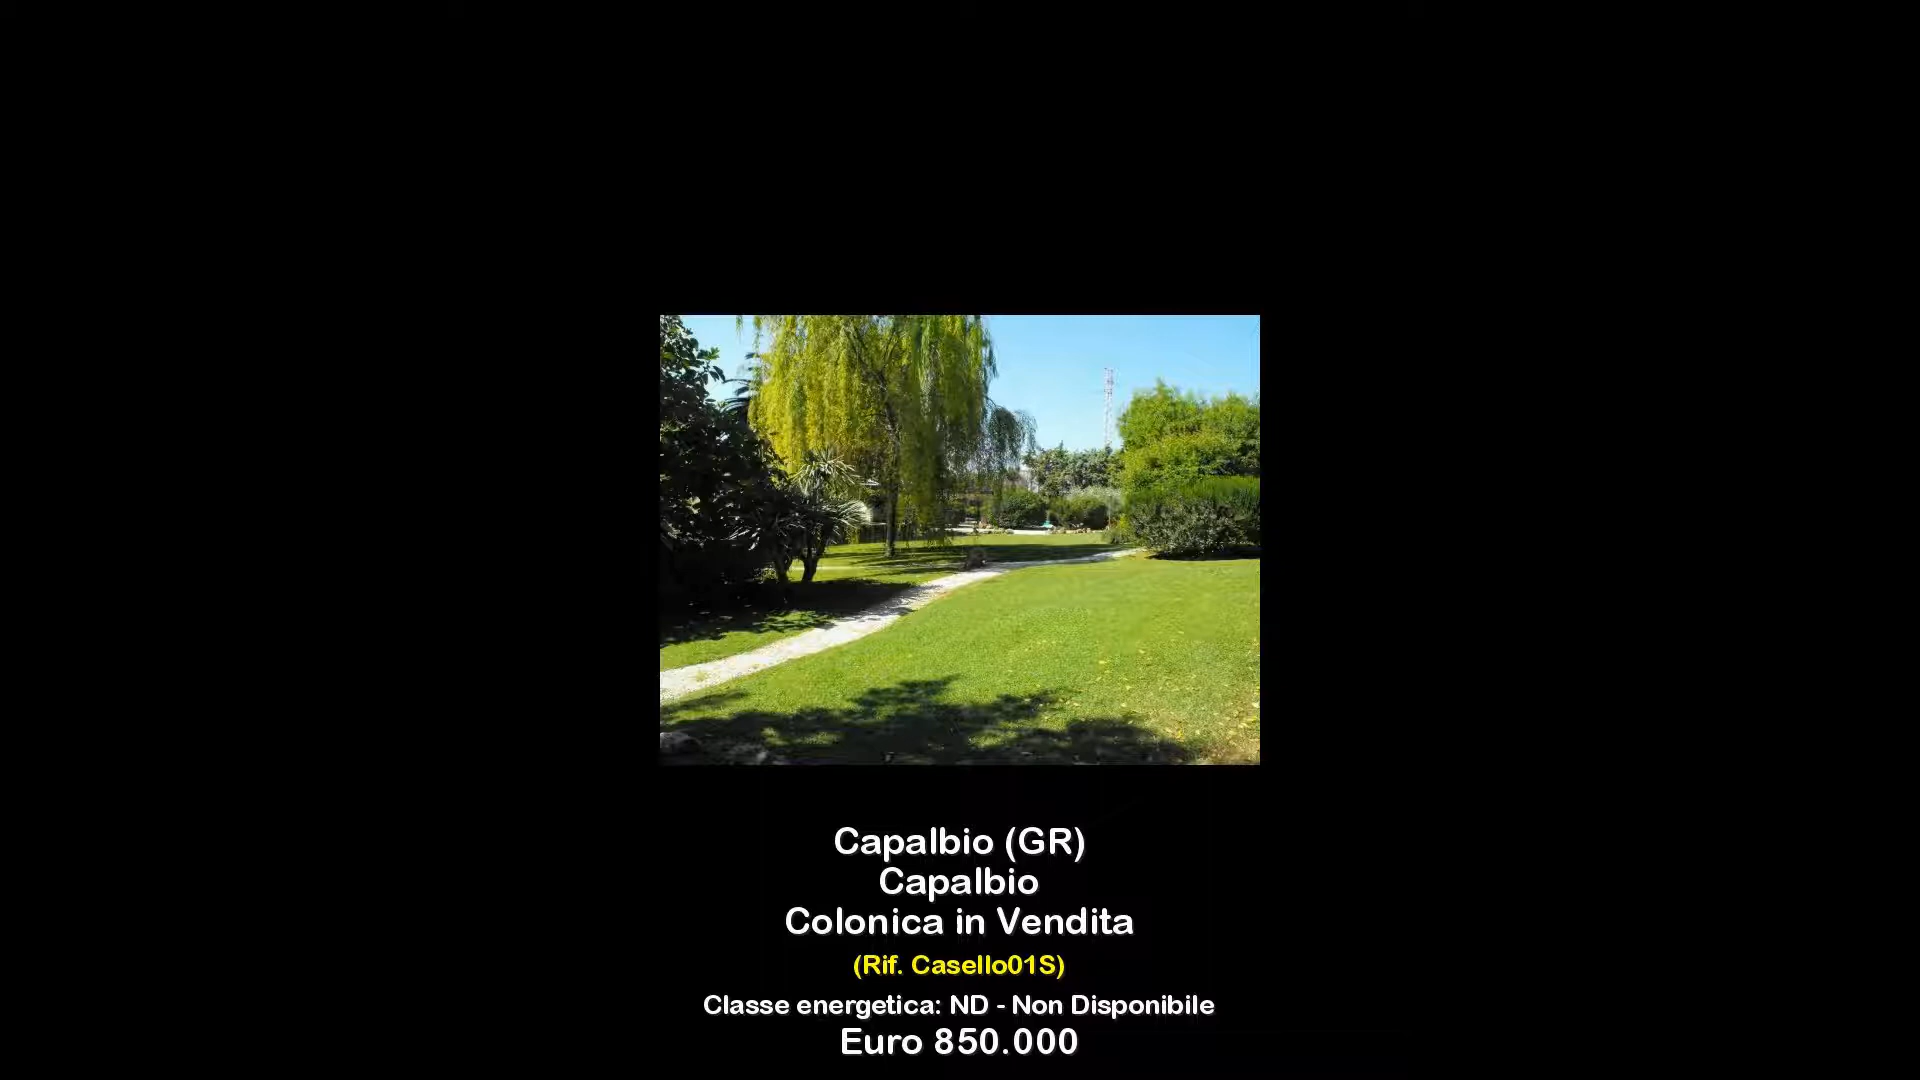 Capalbio (GR)
Capalbio
Colonica in Vendita
(Rif. Casello01S)
Classe energetica: ND - Non Disponibile
Euro 850.000